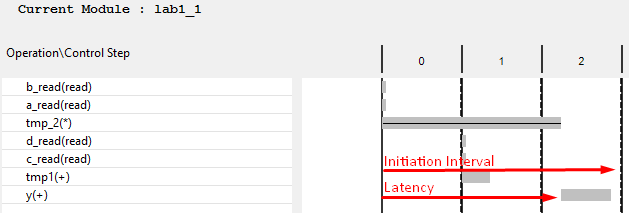 Current Module : lab1_1
Operation\Control Step
0 1 2
b_read(read)
a_read(read)
tmp_2(*)
d_read(read)
c_read(read)
Initiation Interval
tmp1(+)
Latency
y(+)